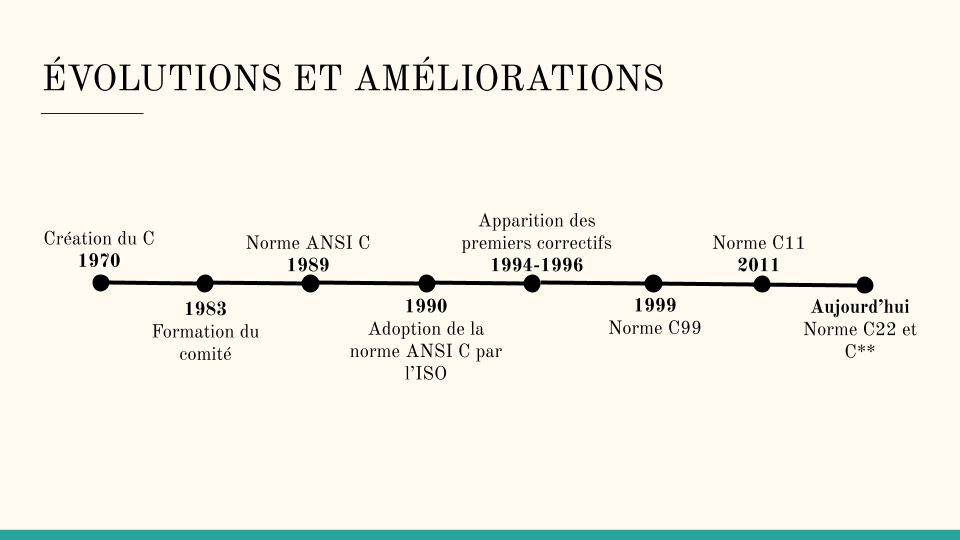 ÉVOLUTIONS ET AMÉLIORATIONS
Création du C
1970
1983
Formation du
comité
Norme ANSI C
1989
1990
Adoption de la
norme ANSI C par
l'ISO
Apparition des
premiers correctifs
1994-1996
1999
Norme C99
Norme C11
2011
Aujourd'hui
Norme C22 et
C**